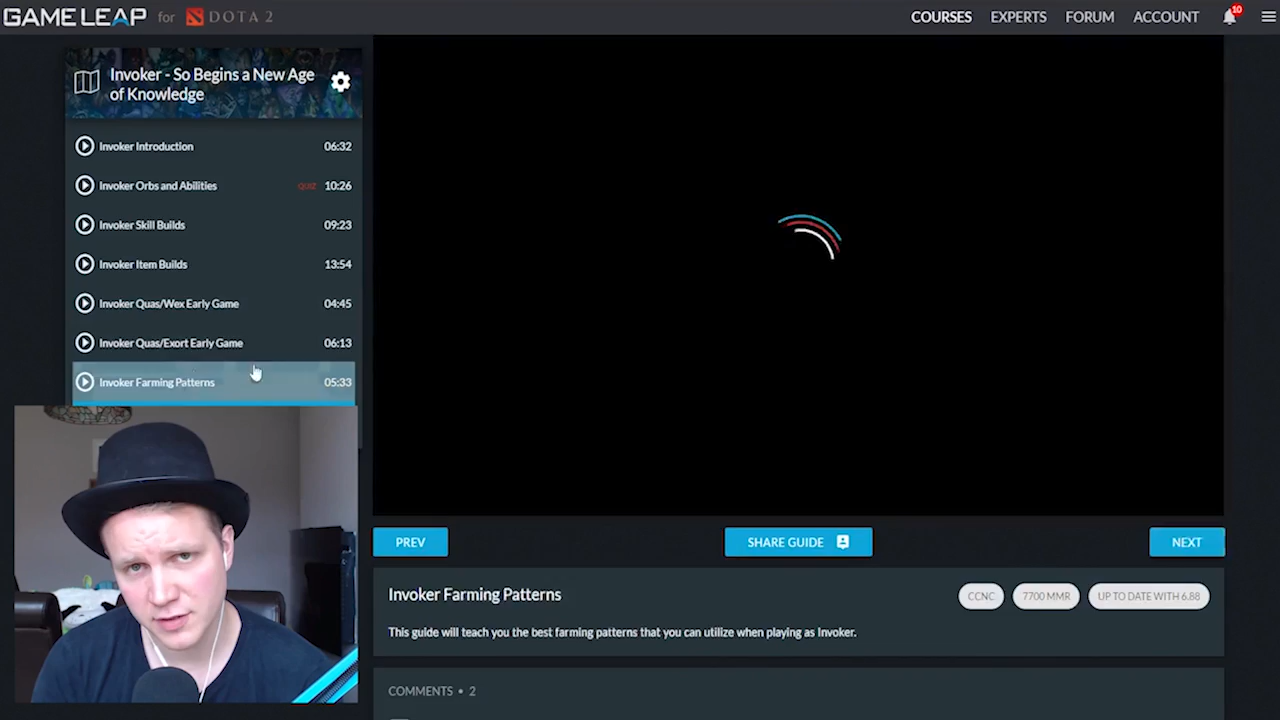 GAMELEAP for DOTA 2
COURSES EXPERTS FORUM ACCOUNT 10
Invoker - So Begins a New Age
of Knowledge
Invoker Introduction 06:32
Invoker Orbs and Abilities QUIZ 10:26
Invoker Skill Builds 09:23
Invoker Item Builds 13:54
Invoker Quas/Wex Early Game 04:45
Invoker Quas/Exort Early Game 06:13
Invoker Farming Patterns 05:33
PREV SHARE GUIDE NEXT
Invoker Farming Patterns CCNC 7700 MMR UP TO DATE WITH 6.88
This guide will teach you the best farming patterns that you can utilize when playing as Invoker.
COMMENTS • 2